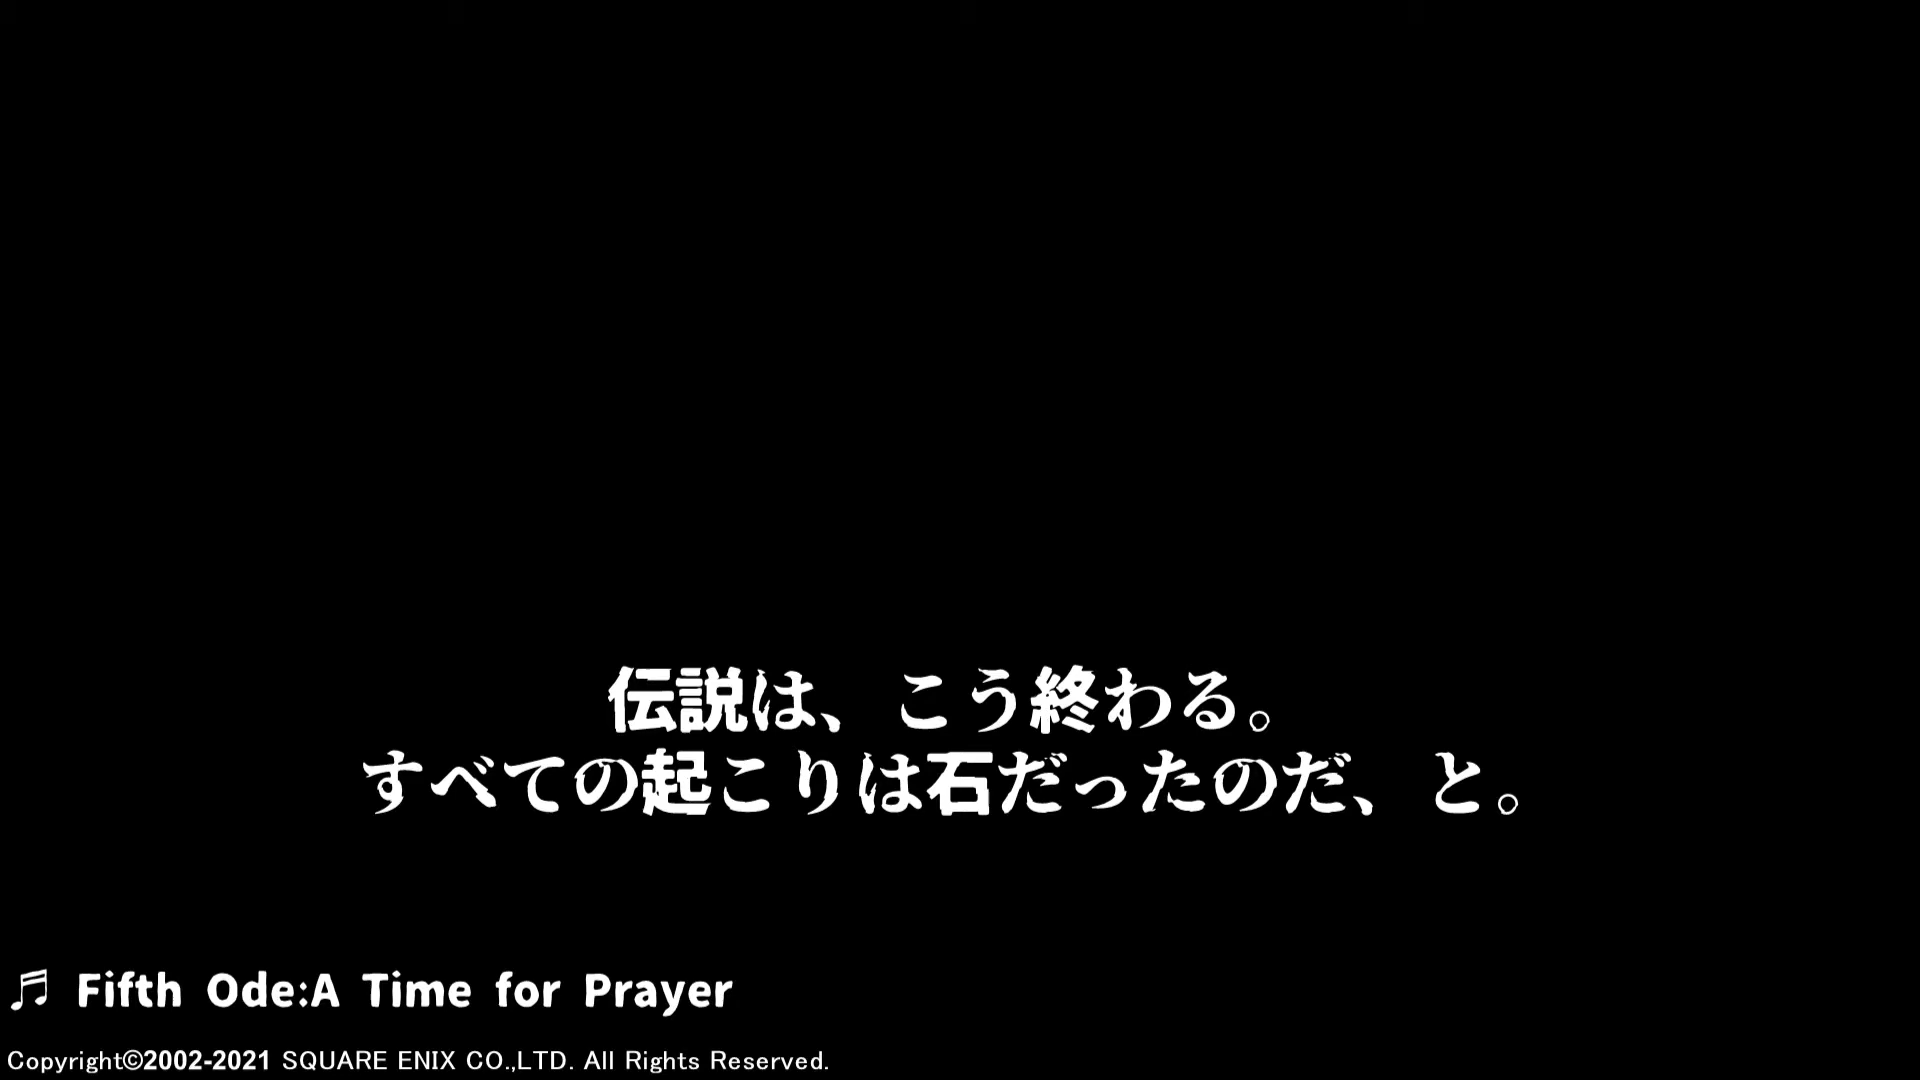 伝説は、こう終わる。
すべての起こりは石だったのだ、と。
♬ Fifth Ode:A Time for Prayer
Copyright©2002-2021 SQUARE ENIX CO.,LTD. All Rights Reserved.